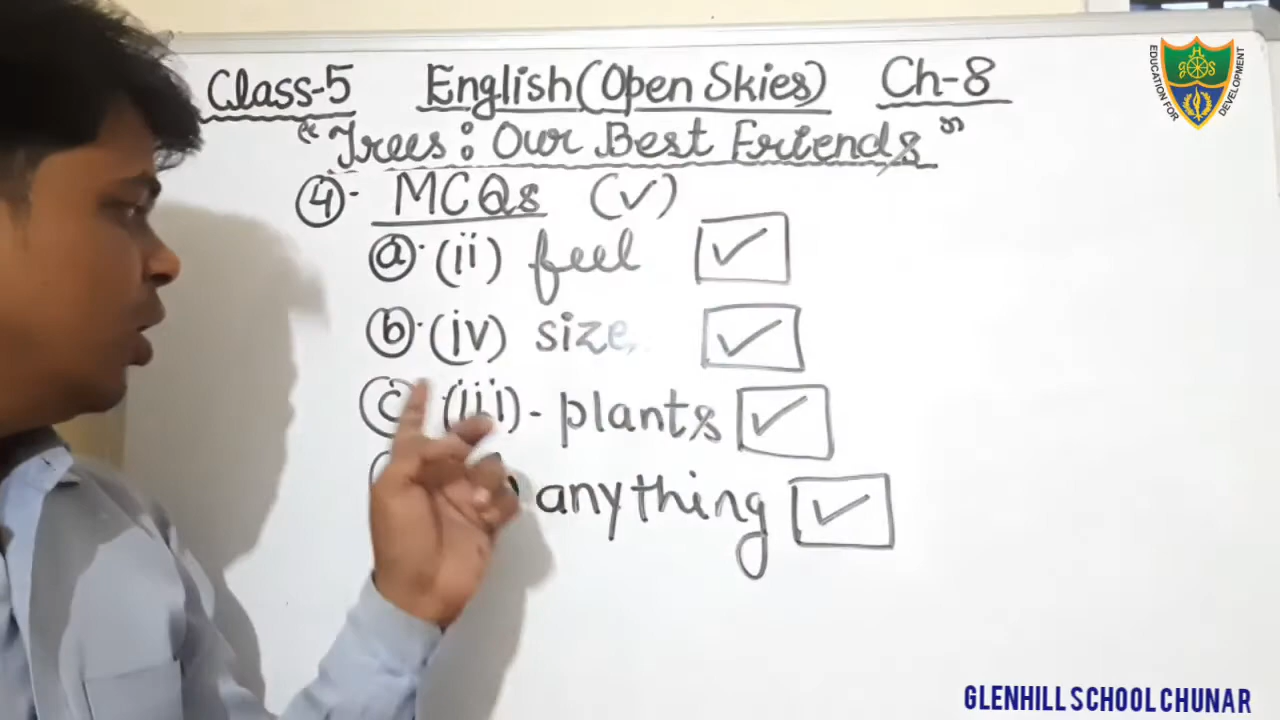 Class-5 English (Open Skies) Ch-8
"Trees: Our Best Friends"
④. MCQs (✓)
ⓐ. (ii) feel ✓
ⓑ. (iv) size ✓
ⓒ. (iii) - plants ✓
anything ✓
EDUCATION FOR DEVELOPMENT
GHS
GLENHILL SCHOOL CHUNAR